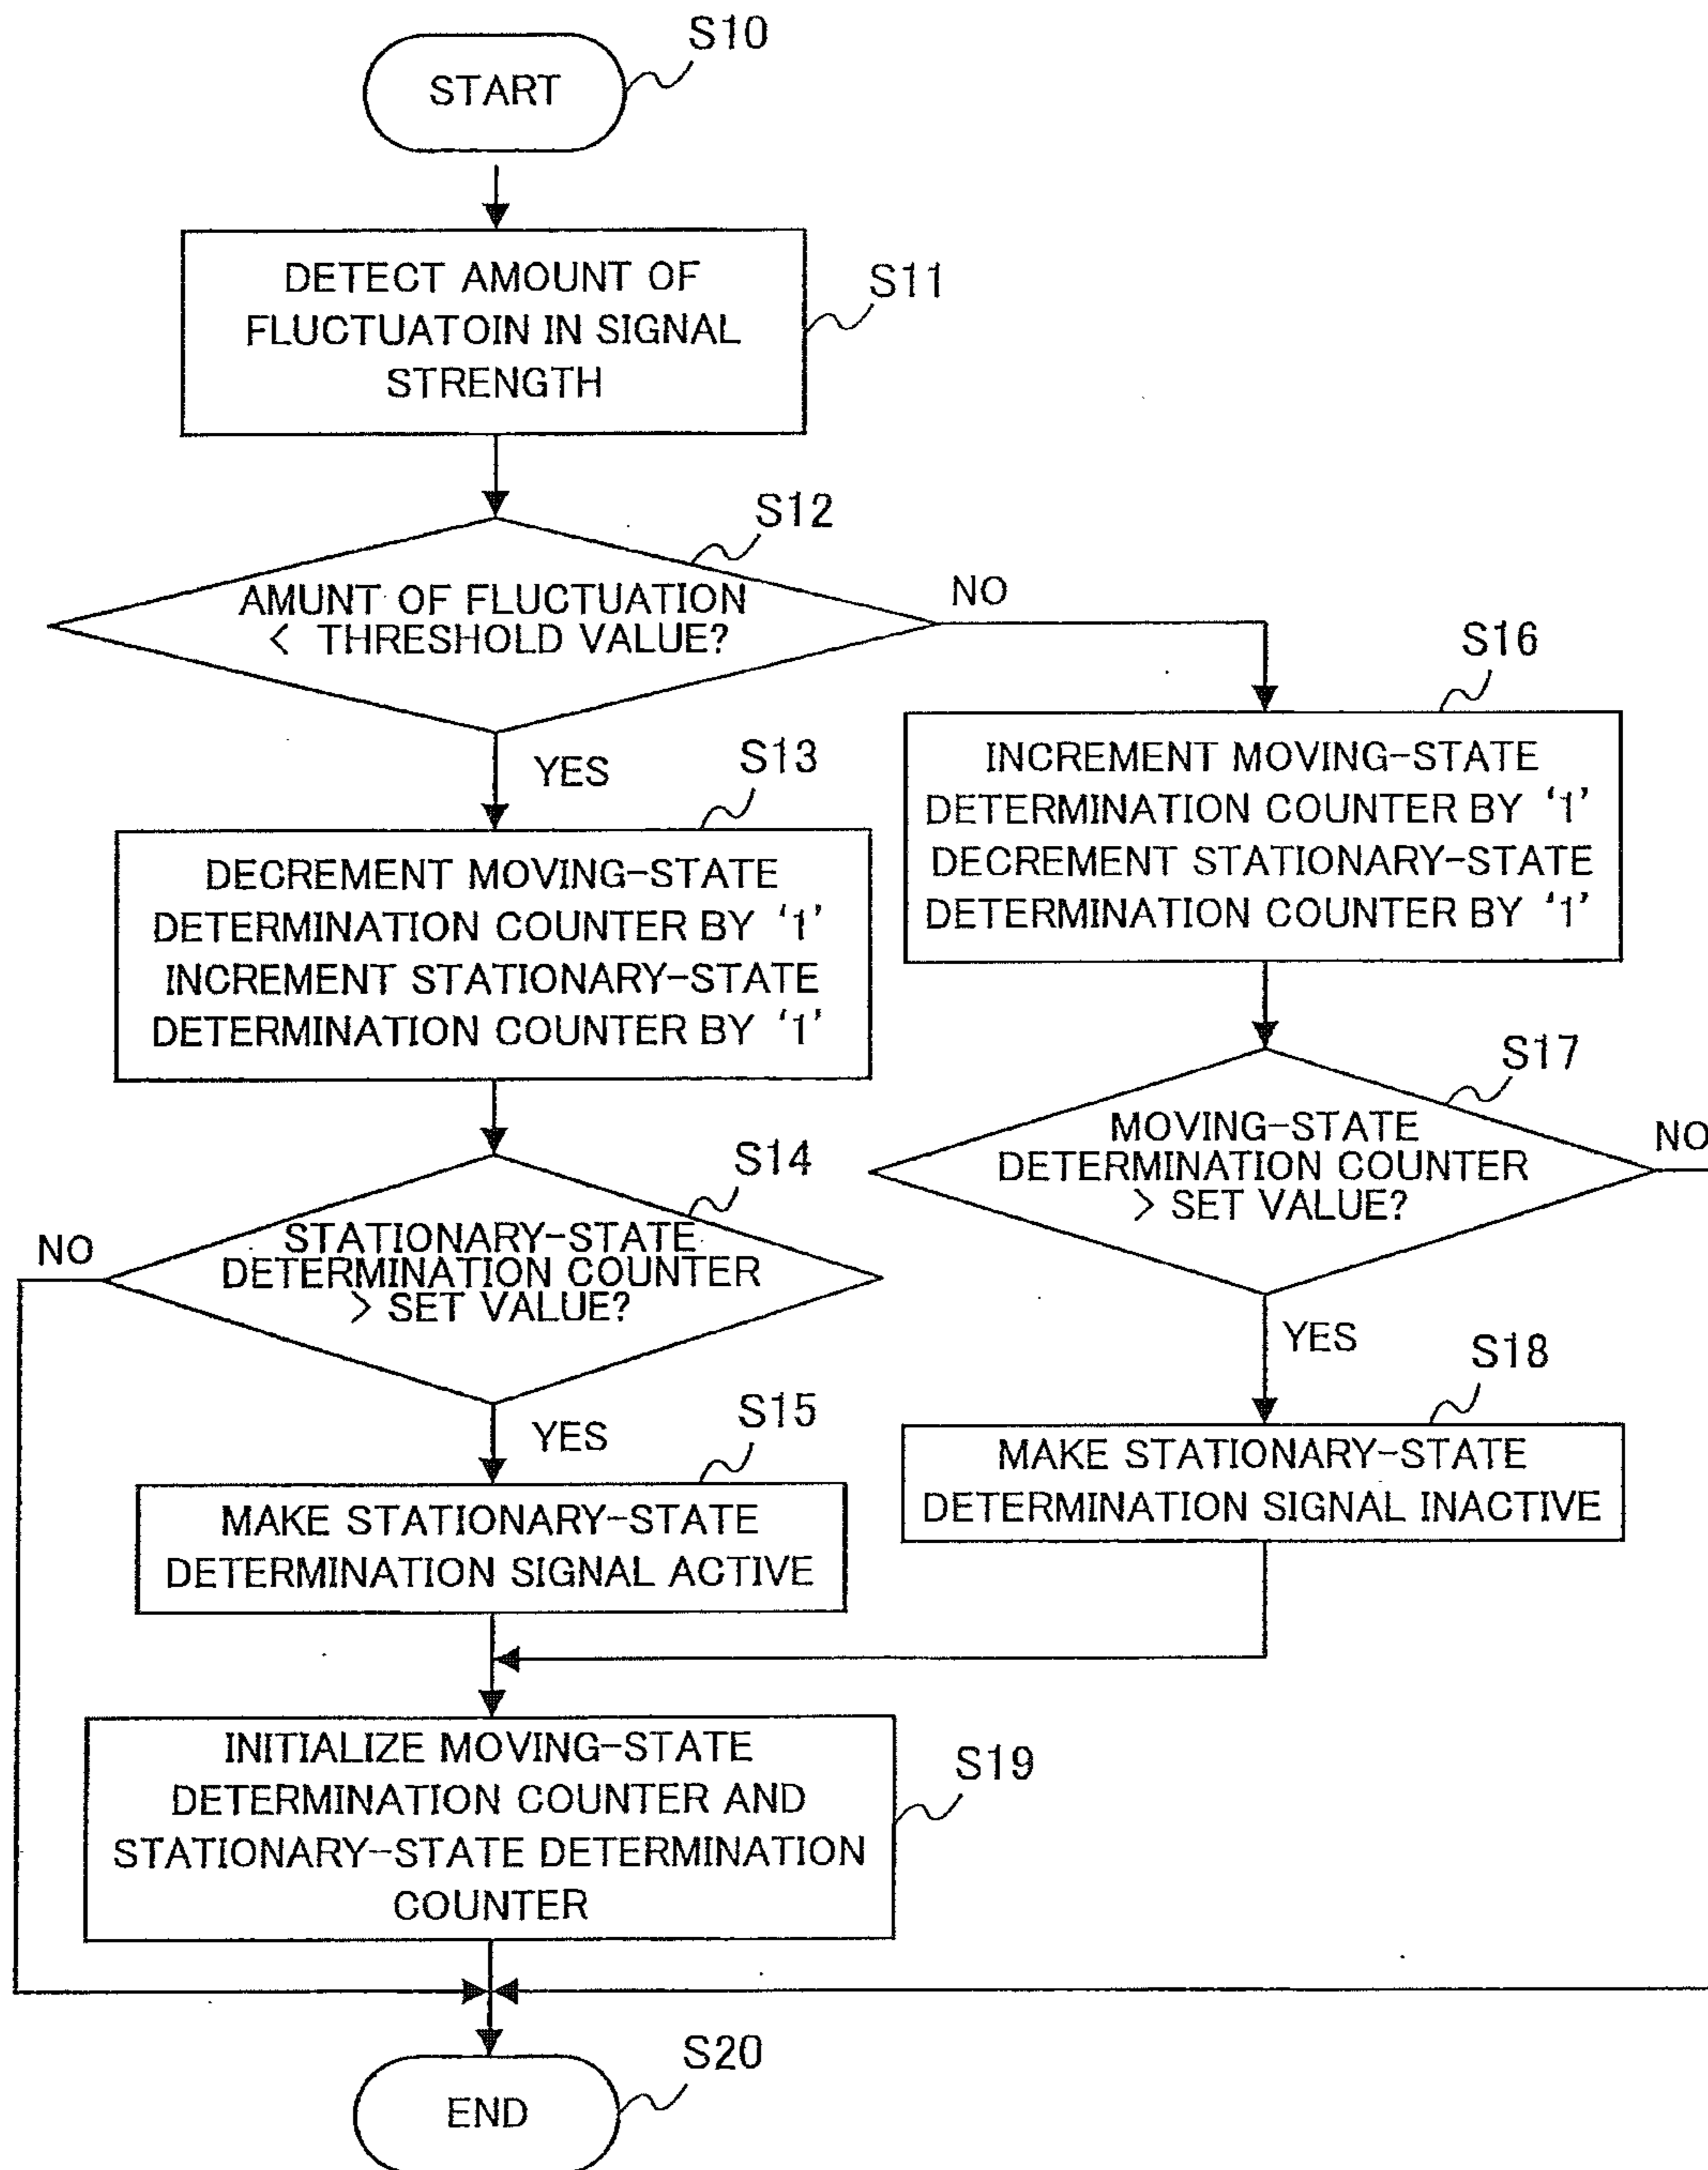 S10
START
DETECT AMOUNT OF
FLUCTUATOIN IN SIGNAL
STRENGTH
S11
S12
AMUNT OF FLUCTUATION
< THRESHOLD VALUE?
NO
YES
S13
DECREMENT MOVING-STATE
DETERMINATION COUNTER BY '1'
INCREMENT STATIONARY-STATE
DETERMINATION COUNTER BY '1'
S16
INCREMENT MOVING-STATE
DETERMINATION COUNTER BY '1'
DECREMENT STATIONARY-STATE
DETERMINATION COUNTER BY '1'
S14
STATIONARY-STATE
DETERMINATION COUNTER
> SET VALUE?
NO
YES
S17
MOVING-STATE
DETERMINATION COUNTER
> SET VALUE?
NO
YES
S15
MAKE STATIONARY-STATE
DETERMINATION SIGNAL ACTIVE
S18
MAKE STATIONARY-STATE
DETERMINATION SIGNAL INACTIVE
INITIALIZE MOVING-STATE
DETERMINATION COUNTER AND
STATIONARY-STATE DETERMINATION
COUNTER
S19
S20
END